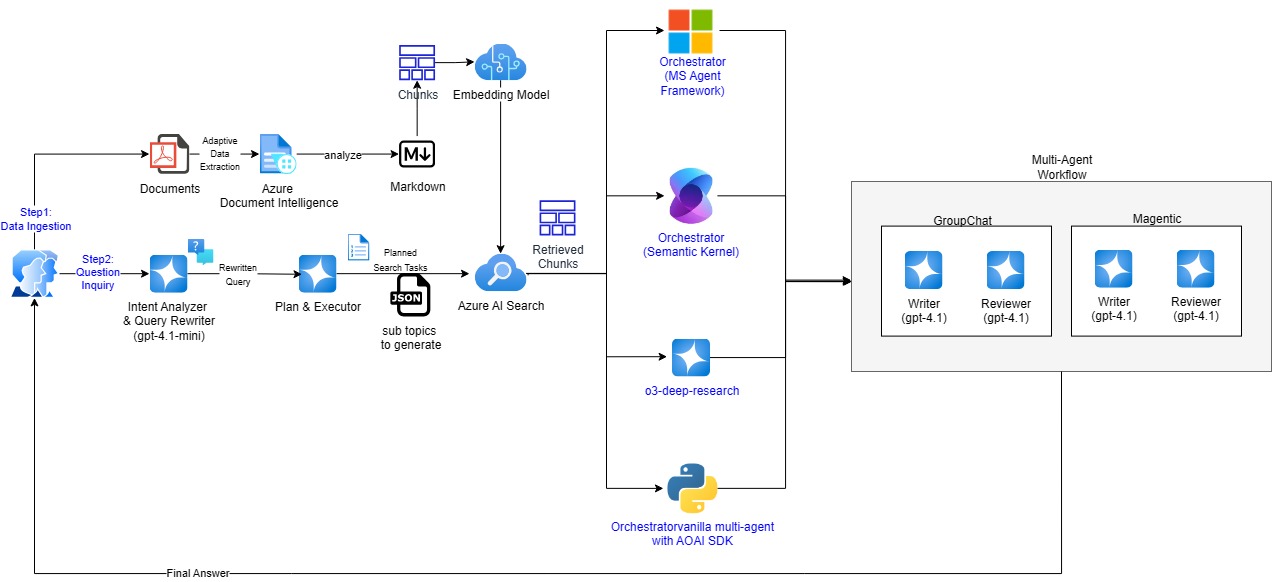 Orchestrator
(MS Agent
Framework)
Chunks
Embedding Model
Adaptive
Data
Extraction
analyze
Documents
Azure
Document Intelligence
Markdown
Multi-Agent
Workflow
Step1:
Data Ingestion
Retrieved
Chunks
Orchestrator
(Semantic Kernel)
GroupChat
Magentic
Step2:
Question
Inquiry
Rewritten
Query
Planned
Search Tasks
JSON
Intent Analyzer
& Query Rewriter
(gpt-4.1-mini)
Plan & Executor
sub topics
to generate
Azure AI Search
Writer
(gpt-4.1)
Reviewer
(gpt-4.1)
Writer
(gpt-4.1)
Reviewer
(gpt-4.1)
o3-deep-research
Orchestratorvanilla multi-agent
with AOAI SDK
Final Answer